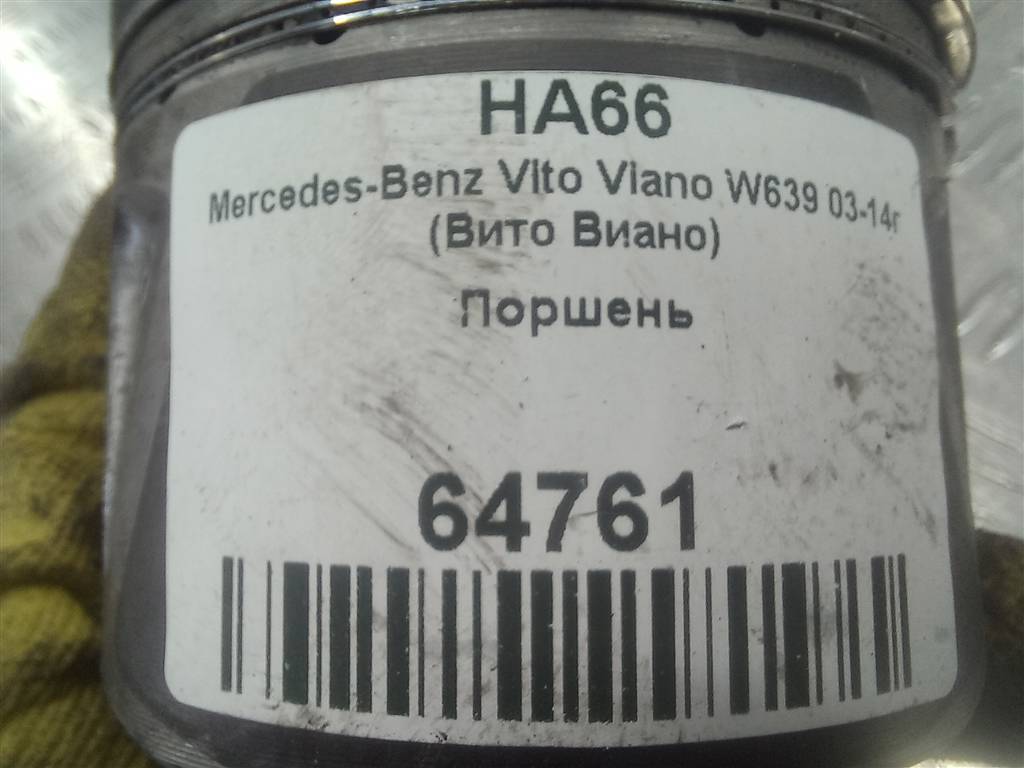 HA66
Mercedes-Benz Vito Viano W639 03-14г
(Вито Виано)
Поршень
64761